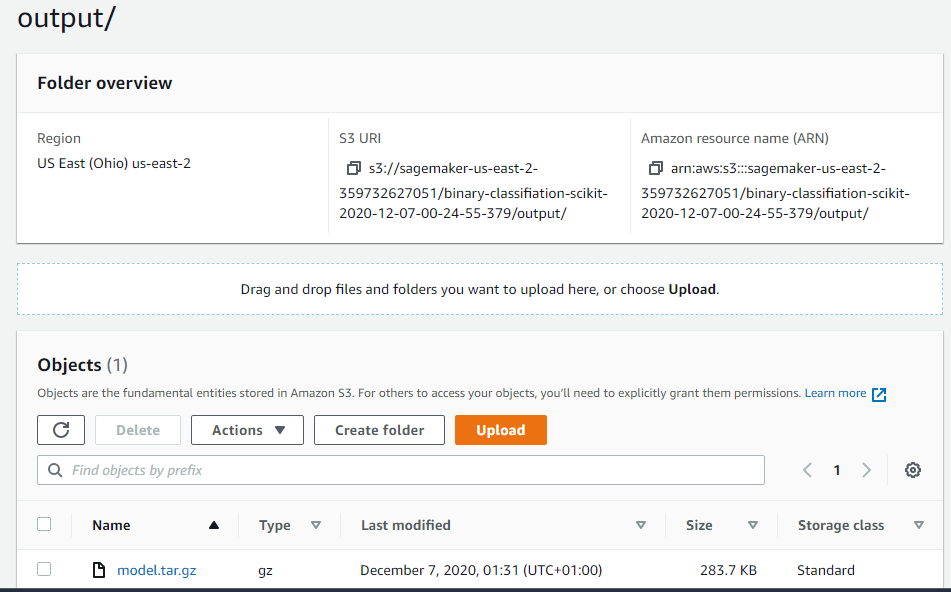 output/
Folder overview
Region
US East (Ohio) us-east-2
S3 URI
s3://sagemaker-us-east-2-
359732627051/binary-classifiation-scikit-
2020-12-07-00-24-55-379/output/
Amazon resource name (ARN)
arn:aws:s3:::sagemaker-us-east-2-
359732627051/binary-classifiation-scikit-
2020-12-07-00-24-55-379/output/
Drag and drop files and folders you want to upload here, or choose Upload.
Objects (1)
Objects are the fundamental entities stored in Amazon S3. For others to access your objects, you'll need to explicitly grant them permissions. Learn more
Delete Actions Create folder Upload
Find objects by prefix 1
Name Type Last modified Size Storage class
model.tar.gz gz December 7, 2020, 01:31 (UTC+01:00) 283.7 KB Standard